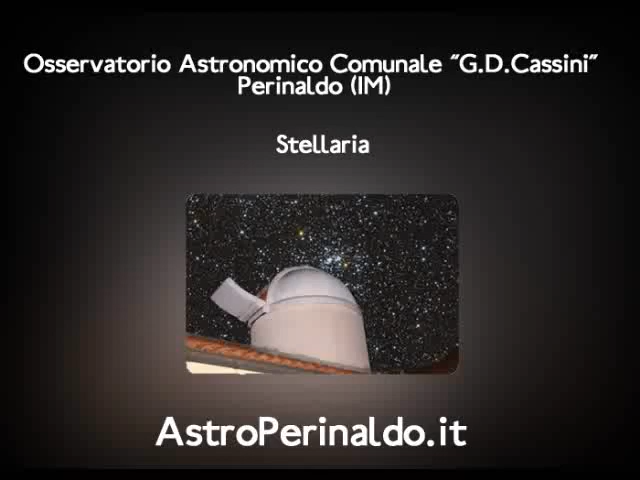 Osservatorio Astronomico Comunale "G.D.Cassini"
Perinaldo (IM)
Stellaria
AstroPerinaldo.it